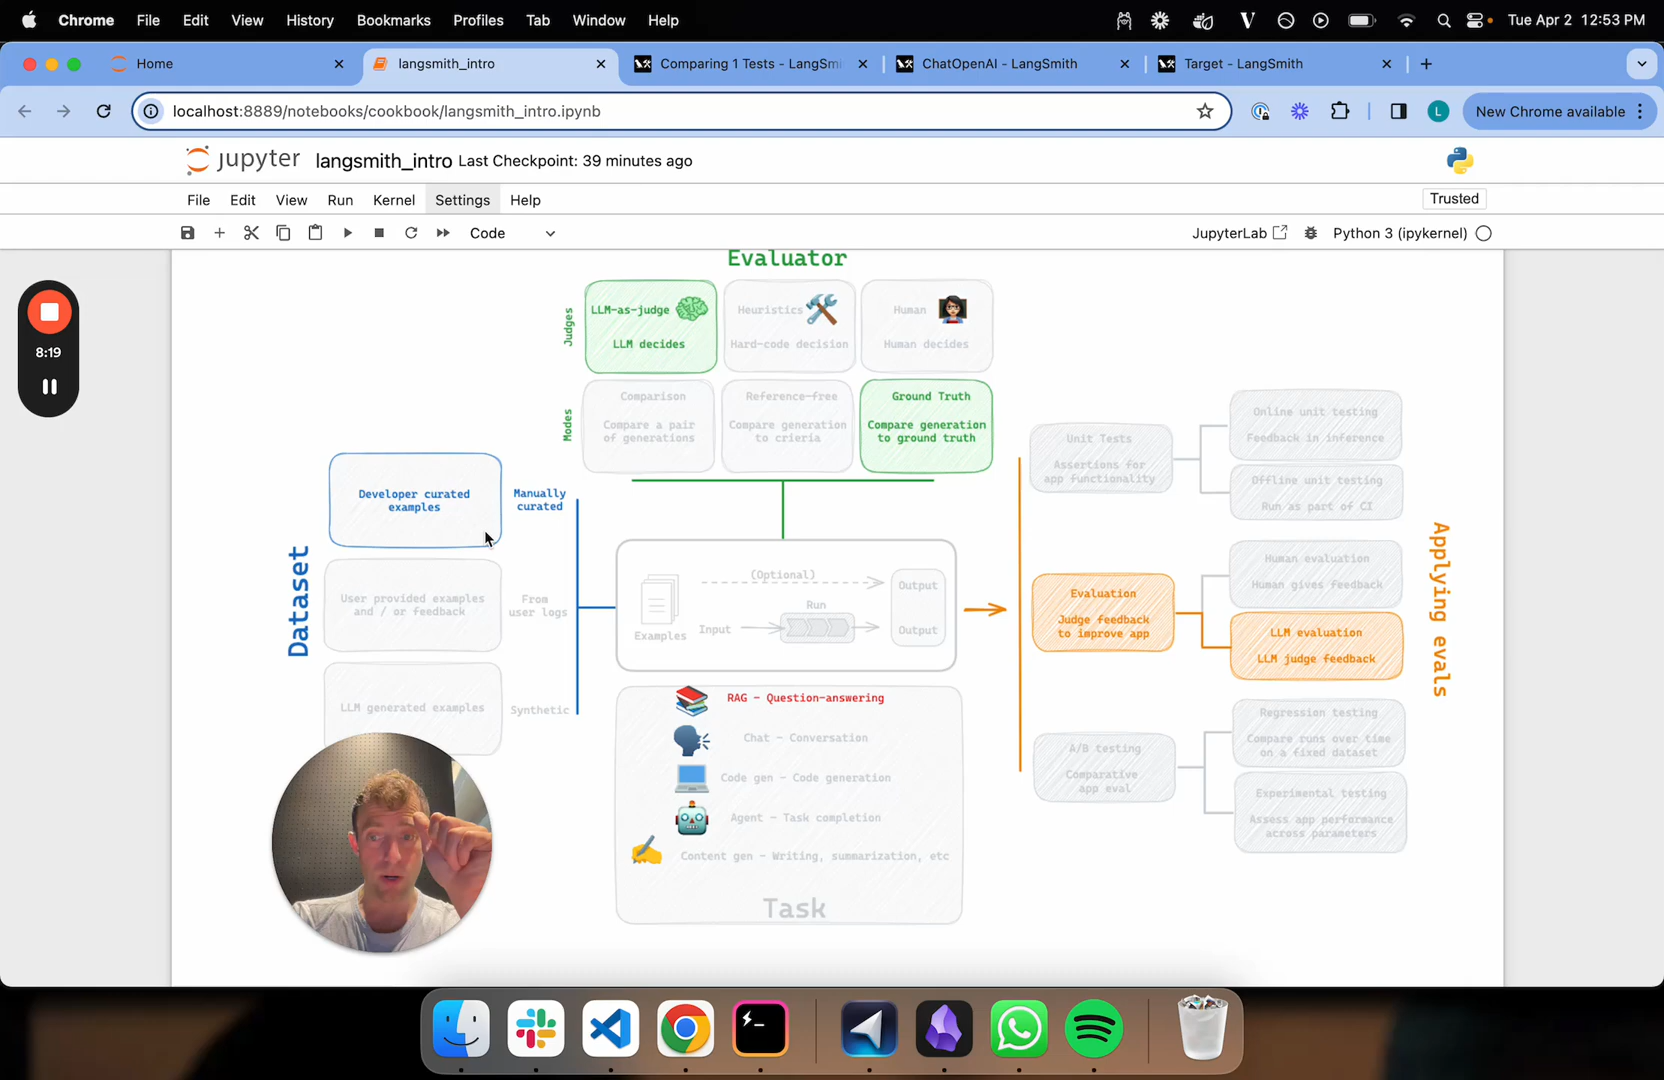 Chrome File Edit View History Bookmarks Profiles Tab Window Help Tue Apr 2 12:53 PM
Home langsmith_intro Comparing 1 Tests - LangSmi ChatOpenAI - LangSmith Target - LangSmith
localhost:8889/notebooks/cookbook/langsmith_intro.ipynb L New Chrome available
jupyter langsmith_intro Last Checkpoint: 39 minutes ago
File Edit View Run Kernel Settings Help Trusted
Code JupyterLab Python 3 (ipykernel)
8:19
Evaluator
Judges
LLM-as-judge
LLM decides
Heuristics
Hard-code decision
Human
Human decides
Modes
Comparison
Compare a pair
of generations
Reference-free
Compare generation
to crieria
Ground Truth
Compare generation
to ground truth
Dataset
Developer curated
examples
Manually
curated
User provided examples
and / or feedback
From
user logs
LLM generated examples
Synthetic
Examples
(Optional)
Input
Run
Output
Output
RAG - Question-answering
Chat - Conversation
Code gen - Code generation
Agent - Task completion
Content gen - Writing, summarization, etc
Task
Unit Tests
Assertions for
app functionality
Online unit testing
Feedback in inference
Offline unit testing
Run as part of CI
Evaluation
Judge feedback
to improve app
Human evaluation
Human gives feedback
LLM evaluation
LLM judge feedback
A/B testing
Comparative
app eval
Regression testing
Compare runs over time
on a fixed dataset
Experimental testing
Assess app performance
across parameters
Applying evals